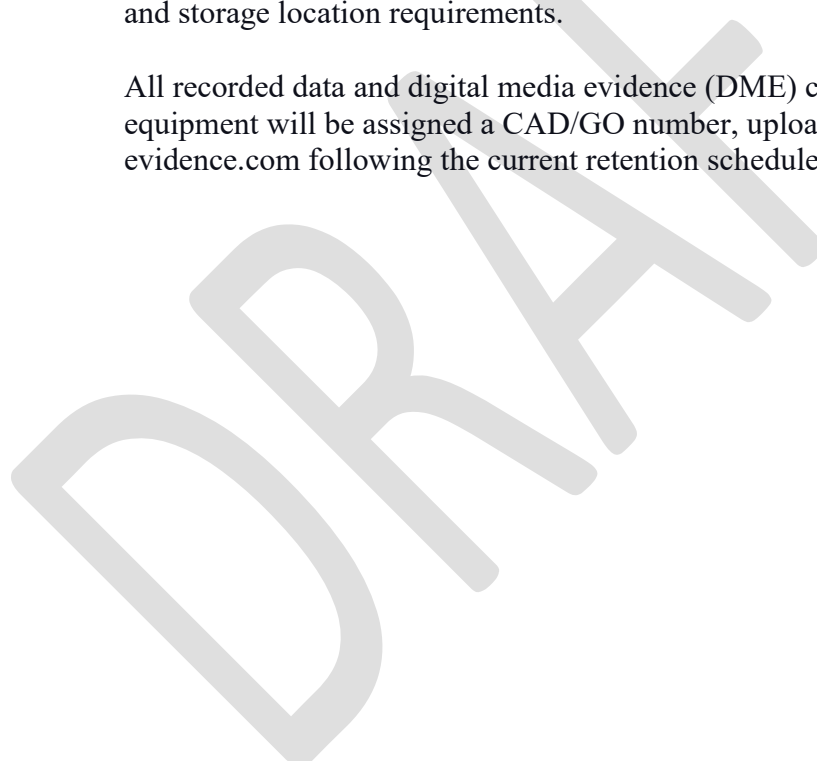 and storage location requirements.
All recorded data and digital media evidence (DME) c
equipment will be assigned a CAD/GO number, uploa
evidence.com following the current retention schedule
DRAF